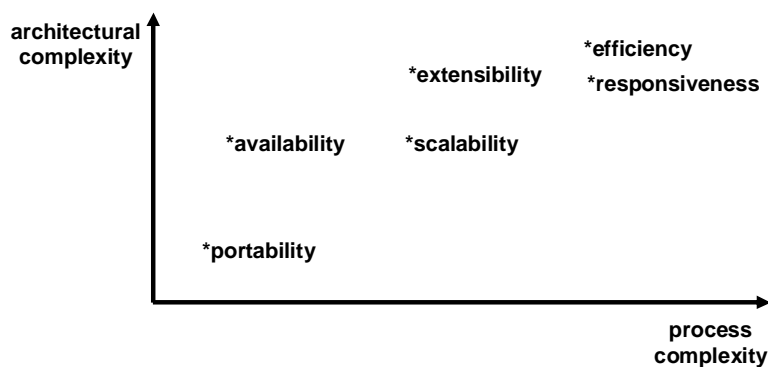 architectural
complexity
*efficiency
*extensibility
*responsiveness
*availability
*scalability
*portability
process
complexity